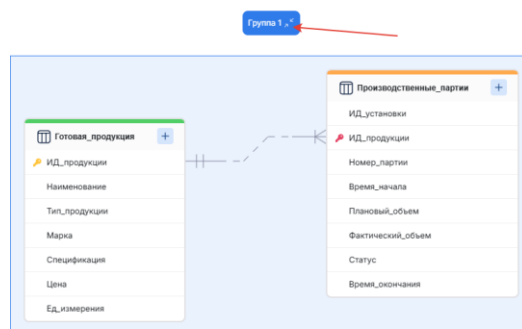 Группа 1
Готовая_продукция
ИД_продукции
Наименование
Тип_продукции
Марка
Спецификация
Цена
Ед_измерения
Производственные_партии
ИД_установки
ИД_продукции
Номер_партии
Время_начала
Плановый_объем
Фактический_объем
Статус
Время_окончания